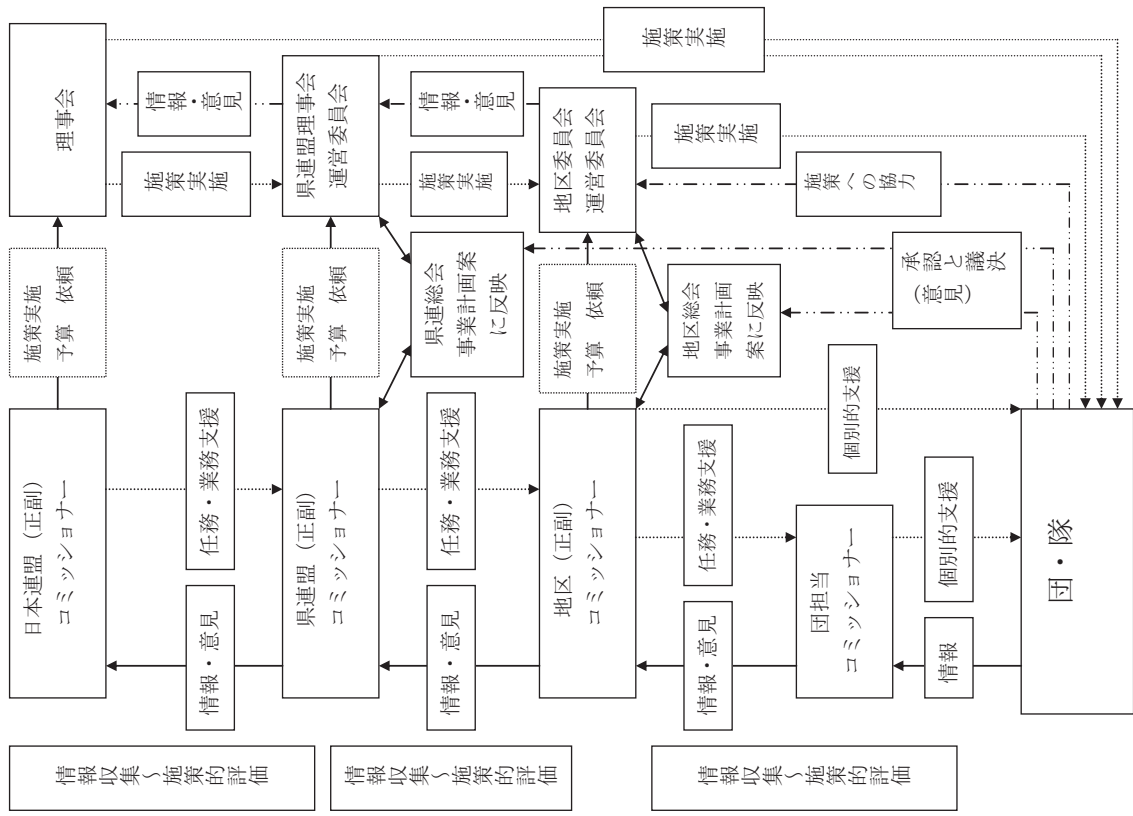 情報収集〜施策的評価
日本連盟（正副）
コミッショナー
施策実施
予算　依頼
理事会
情報・意見
任務・業務支援
施策実施
情報・意見
情報収集〜施策的評価
県連盟（正副）
コミッショナー
施策実施
予算　依頼
県連盟理事会
運営委員会
情報・意見
任務・業務支援
県連総会
事業計画案
に反映
施策実施
情報・意見
情報収集〜施策的評価
地区（正副）
コミッショナー
施策実施
予算　依頼
地区委員会
運営委員会
施策実施
情報・意見
任務・業務支援
地区総会
事業計画
案に反映
施策実施
団担当
コミッショナー
個別的支援
施策への協力
情報
個別的支援
承認と議決
(意見)
団・隊